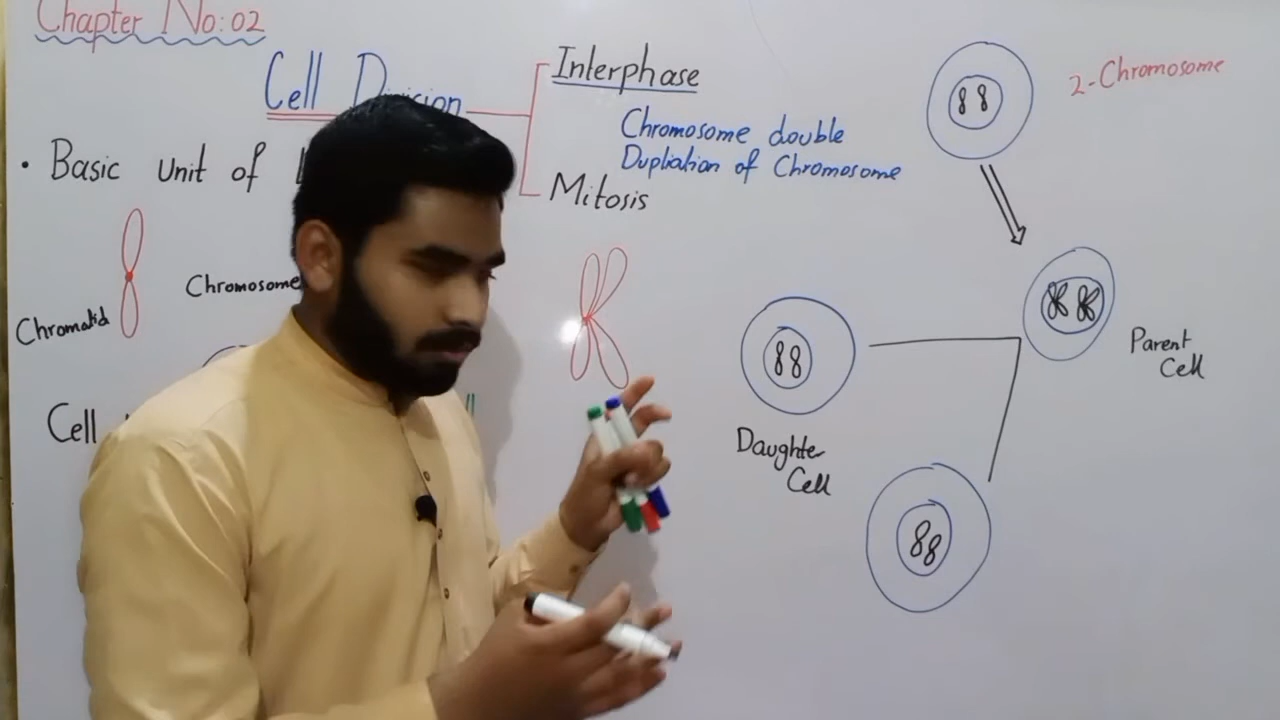 Chapter No:02
Cell Division
Interphase
Chromosome double
Dupliation of Chromosome
Mitosis
2-Chromosome
• Basic unit of
Chromatid
Chromosome
Cell
Parent
Cell
Daughter
Cell